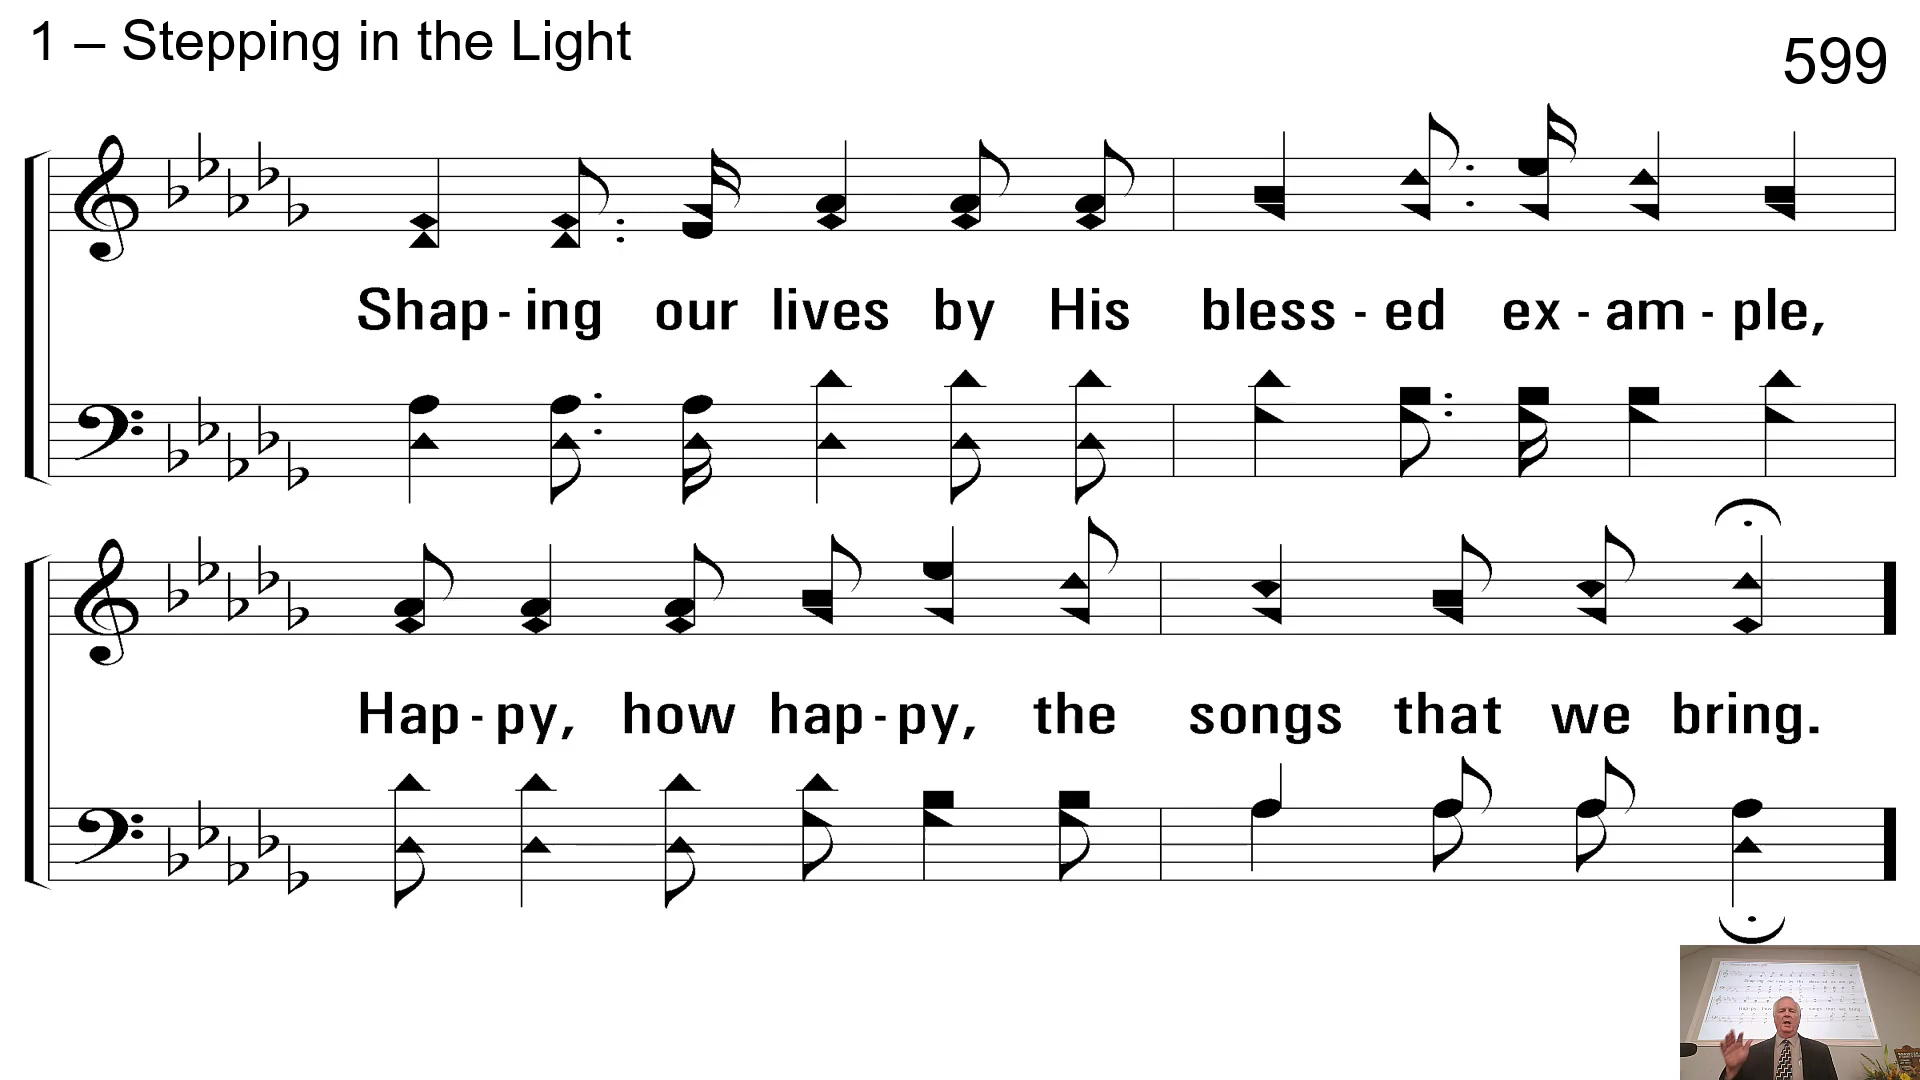 1 – Stepping in the Light
599
Shap - ing our lives by His bless - ed ex - am - ple,
Hap - py, how hap - py, the songs that we bring.